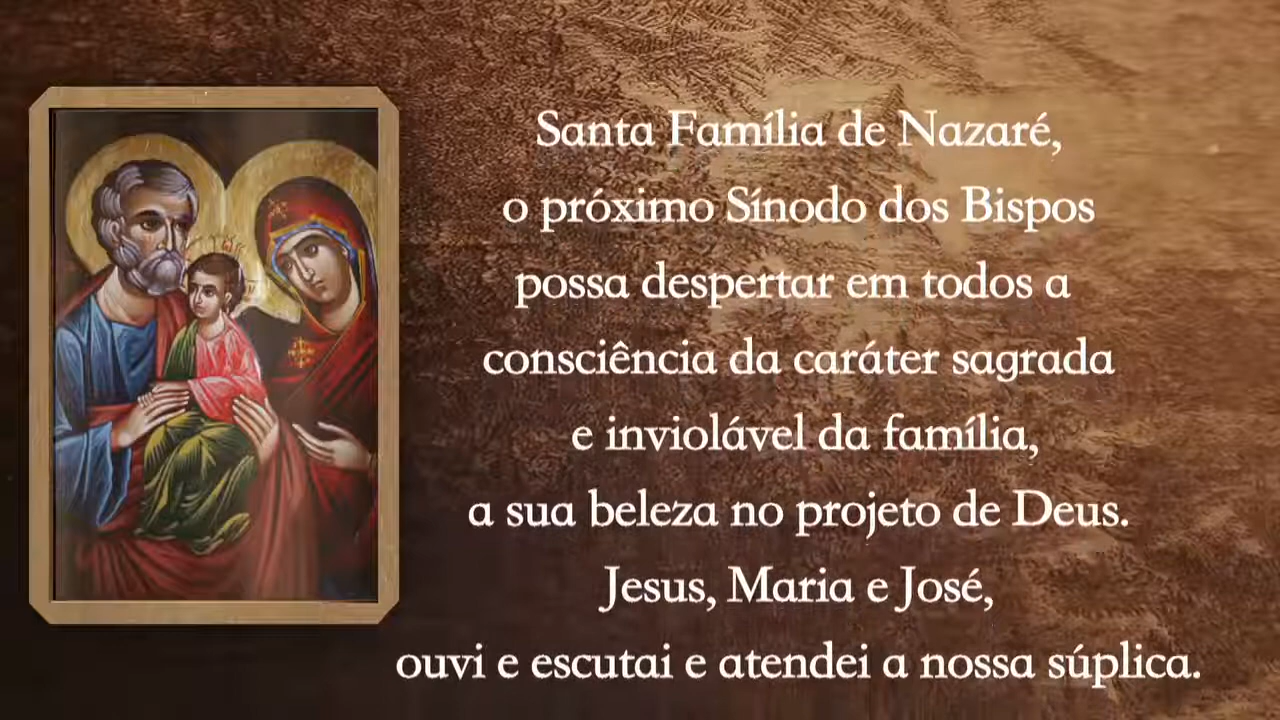 Santa Família de Nazaré,
o próximo Sínodo dos Bispos
possa despertar em todos a
consciência da caráter sagrada
e inviolável da família,
a sua beleza no projeto de Deus.
Jesus, Maria e José,
ouvi e escutai e atendei a nossa súplica.